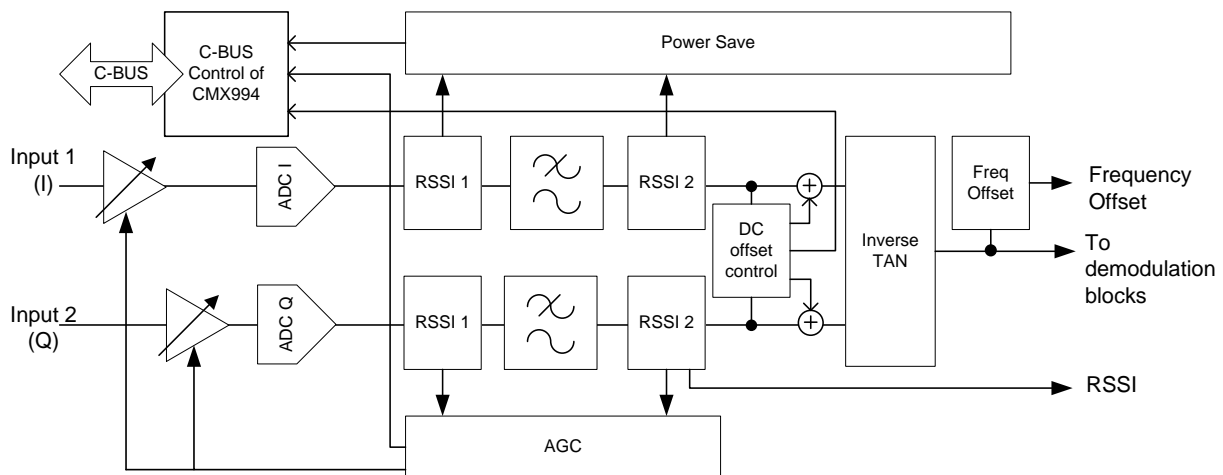 C-BUS
C-BUS
Control of
CMX994
Power Save
Input 1
(I)
ADC I
RSSI 1
RSSI 2
Freq
Offset
Frequency
Offset
DC
offset
control
Inverse
TAN
To
demodulation
blocks
Input 2
(Q)
ADC Q
RSSI 1
RSSI 2
RSSI
AGC